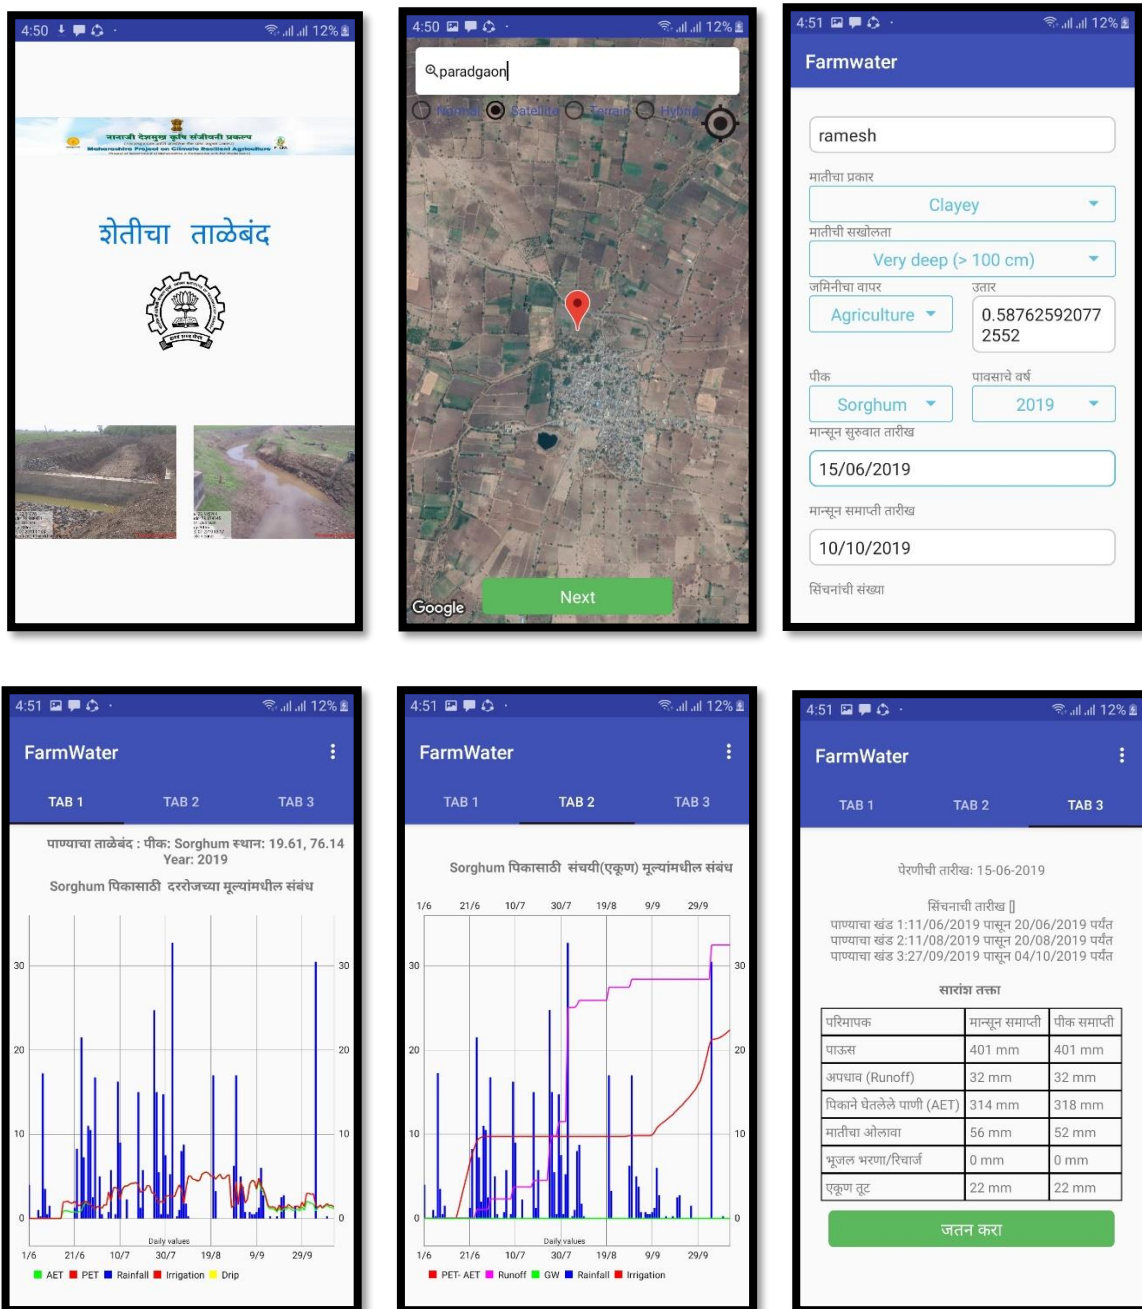 4:50 12%
नानाजी देशमुख कृषि संजीवनी प्रकल्प
Maharashtra Project on Climate Resilient Agriculture
शेतीचा ताळेबंद
4:50 12%
paradgaon
Normal Satellite Terrain Hybrid
Google
Next
4:51 12%
Farmwater
ramesh
मातीचा प्रकार
Clayey
मातीची सखोलता
Very deep (> 100 cm)
जमिनीचा वापर उतार
Agriculture 0.58762592077
2552
पीक पावसाचे वर्ष
Sorghum 2019
मान्सून सुरुवात तारीख
15/06/2019
मान्सून समाप्ती तारीख
10/10/2019
सिंचनांची संख्या
4:51 12%
FarmWater
TAB 1 TAB 2 TAB 3
पाण्याचा ताळेबंद : पीक: Sorghum स्थान: 19.61, 76.14
Year: 2019
Sorghum पिकासाठी दररोजच्या मूल्यांमधील संबंध
30 30
20 20
10 10
0 0
Daily values
1/6 21/6 10/7 30/7 19/8 9/9 29/9
AET PET Rainfall Irrigation Drip
4:51 12%
FarmWater
TAB 1 TAB 2 TAB 3
Sorghum पिकासाठी संचयी(एकूण) मूल्यांमधील संबंध
1/6 21/6 10/7 30/7 19/8 9/9 29/9
30 30
20 20
10 10
0 0
Daily values
1/6 21/6 10/7 30/7 19/8 9/9 29/9
PET- AET Runoff GW Rainfall Irrigation
4:51 12%
FarmWater
TAB 1 TAB 2 TAB 3
पेरणीची तारीख: 15-06-2019
सिंचनाची तारीख []
पाण्याचा खंड 1:11/06/2019 पासून 20/06/2019 पर्यंत
पाण्याचा खंड 2:11/08/2019 पासून 20/08/2019 पर्यंत
पाण्याचा खंड 3:27/09/2019 पासून 04/10/2019 पर्यंत
सारांश तक्ता
परिमापक मान्सून समाप्ती पीक समाप्ती
पाऊस 401 mm 401 mm
अपधाव (Runoff) 32 mm 32 mm
पिकाने घेतलेले पाणी (AET) 314 mm 318 mm
मातीचा ओलावा 56 mm 52 mm
भूजल भरणा/रिचार्ज 0 mm 0 mm
एकूण तूट 22 mm 22 mm
जतन करा